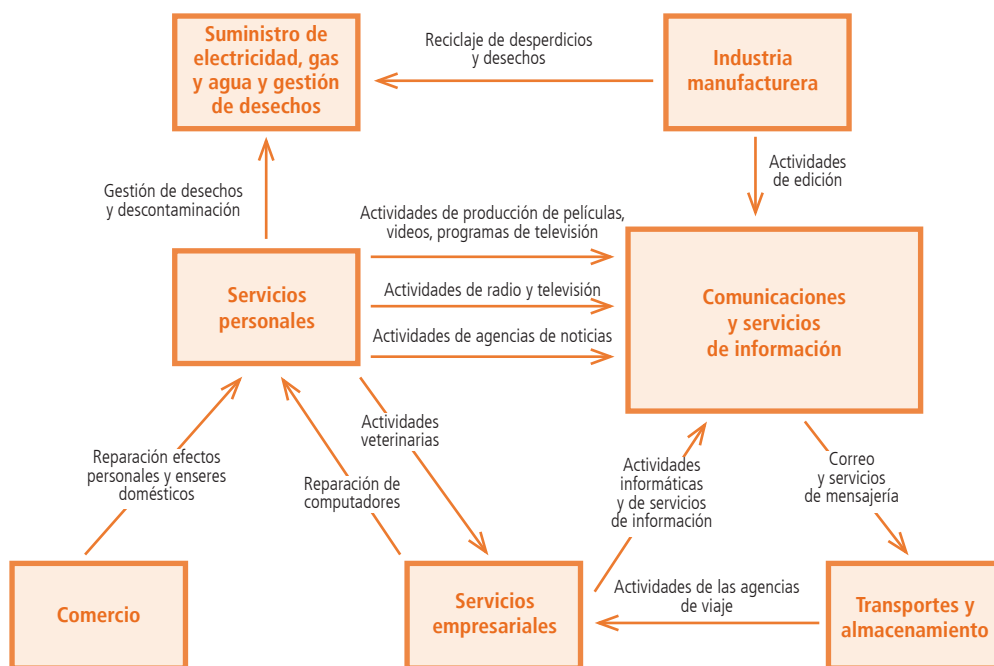 Suministro de
electricidad, gas
y agua y gestión
de desechos
Reciclaje de desperdicios
y desechos
Industria
manufacturera
Gestión de desechos
y descontaminación
Actividades
de edición
Actividades de producción de películas,
videos, programas de televisión
Servicios
personales
Actividades de radio y televisión
Actividades de agencias de noticias
Comunicaciones
y servicios
de información
Reparación efectos
personales y enseres
domésticos
Actividades
veterinarias
Reparación de
computadores
Actividades
informáticas
y de servicios
de información
Correo
y servicios
de mensajería
Comercio
Servicios
empresariales
Actividades de las agencias
de viaje
Transportes y
almacenamiento